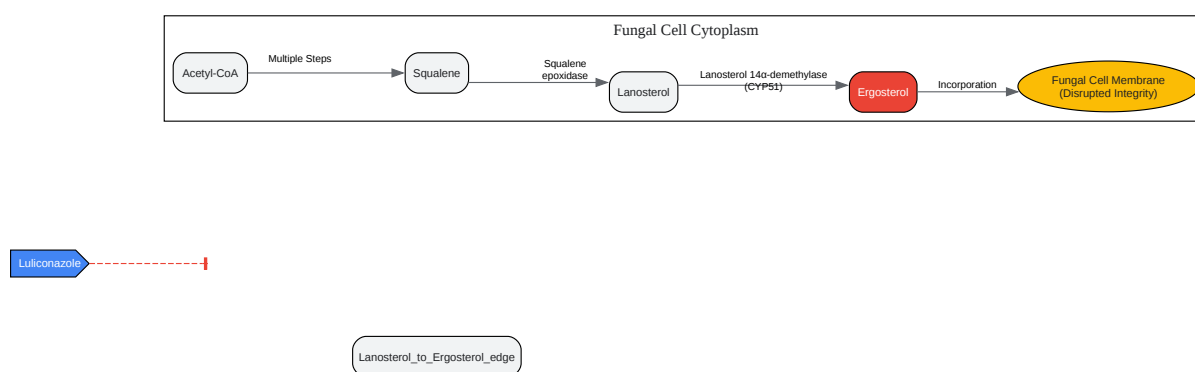 Fungal Cell Cytoplasm
Acetyl-CoA
Multiple Steps
Squalene
Squalene
epoxidase
Lanosterol
Lanosterol 14α-demethylase
(CYP51)
Ergosterol
Incorporation
Fungal Cell Membrane
(Disrupted Integrity)
Luliconazole
Lanosterol_to_Ergosterol_edge